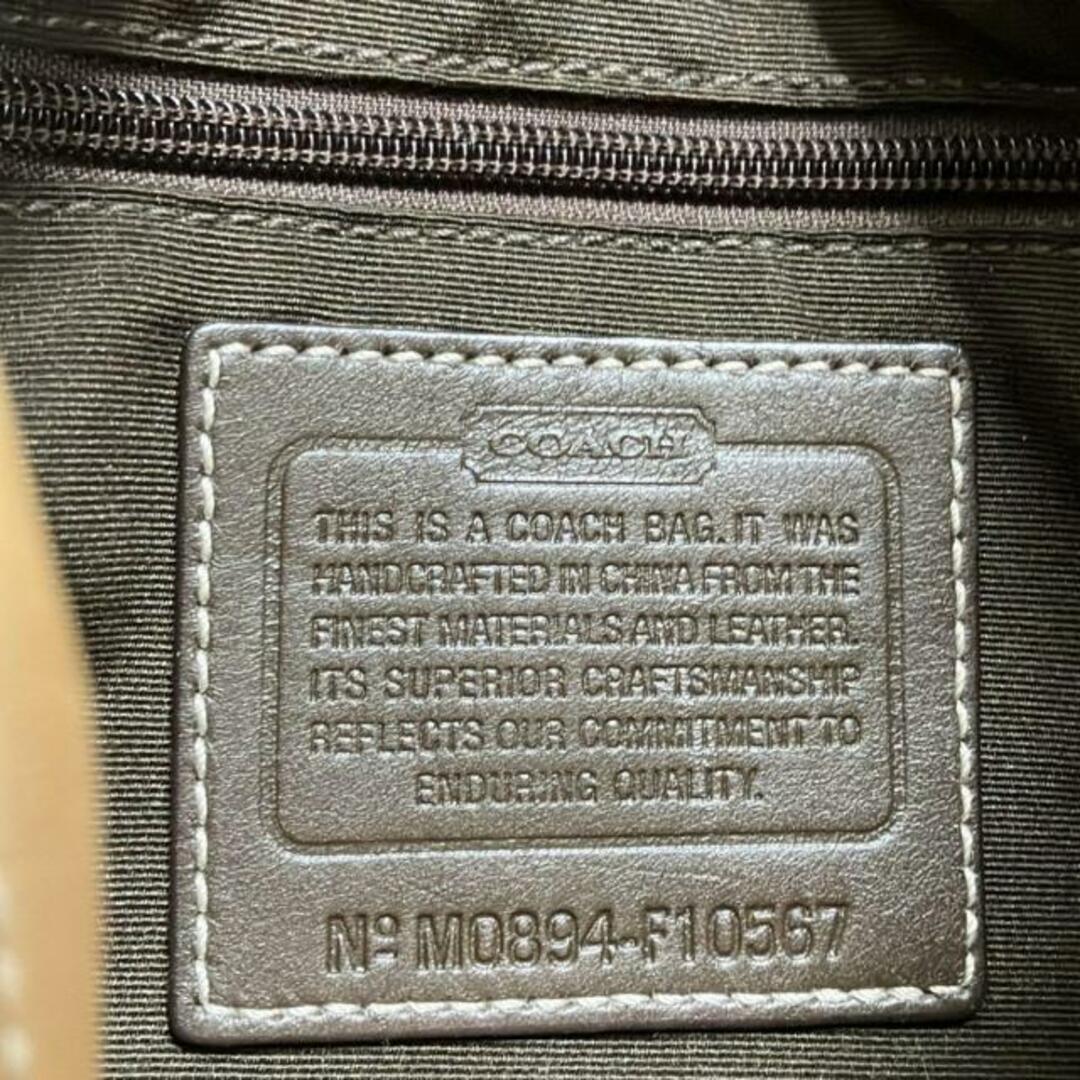 COACH
THIS IS A COACH BAG. IT WAS
HANDCRAFTED IN CHINA FROM THE
FINEST MATERIALS AND LEATHER.
ITS SUPERIOR CRAFTSMANSHIP
REFLECTS OUR COMMITMENT TO
ENDURING QUALITY.
Nº M0894-F10567